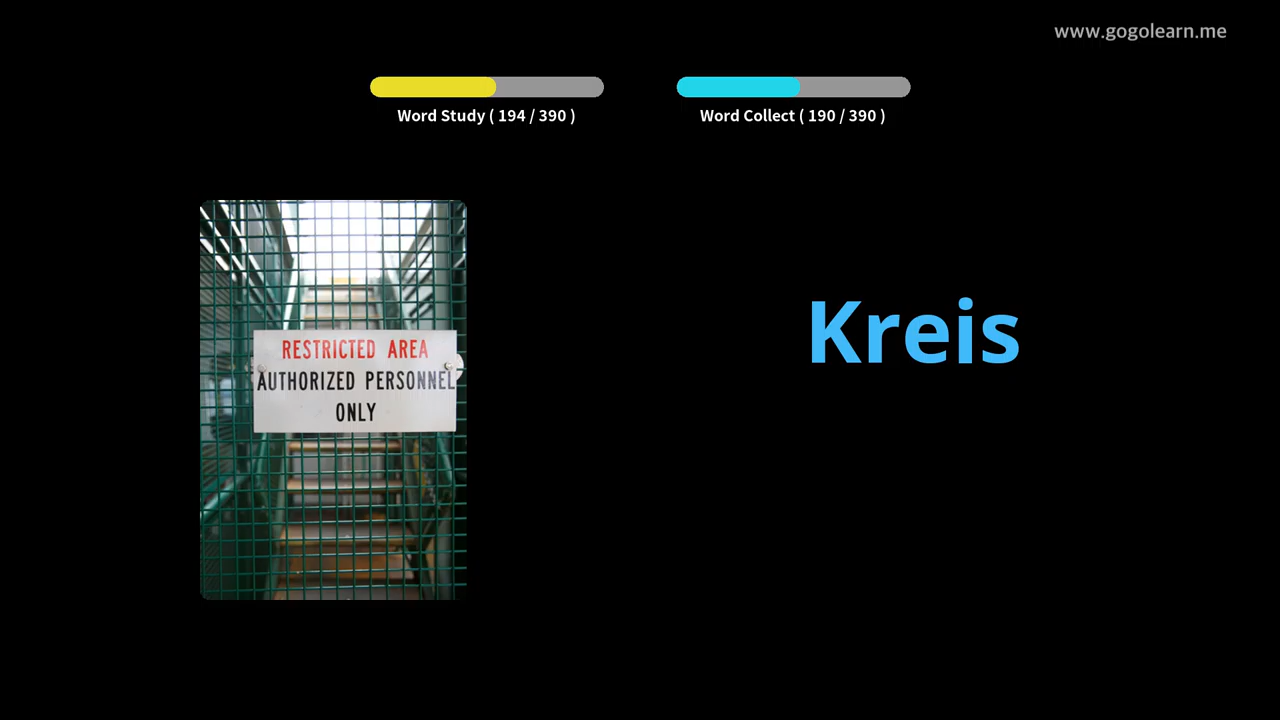 www.gogolearn.me
Word Study ( 194 / 390 )
Word Collect ( 190 / 390 )
RESTRICTED AREA
AUTHORIZED PERSONNEL
ONLY
Kreis